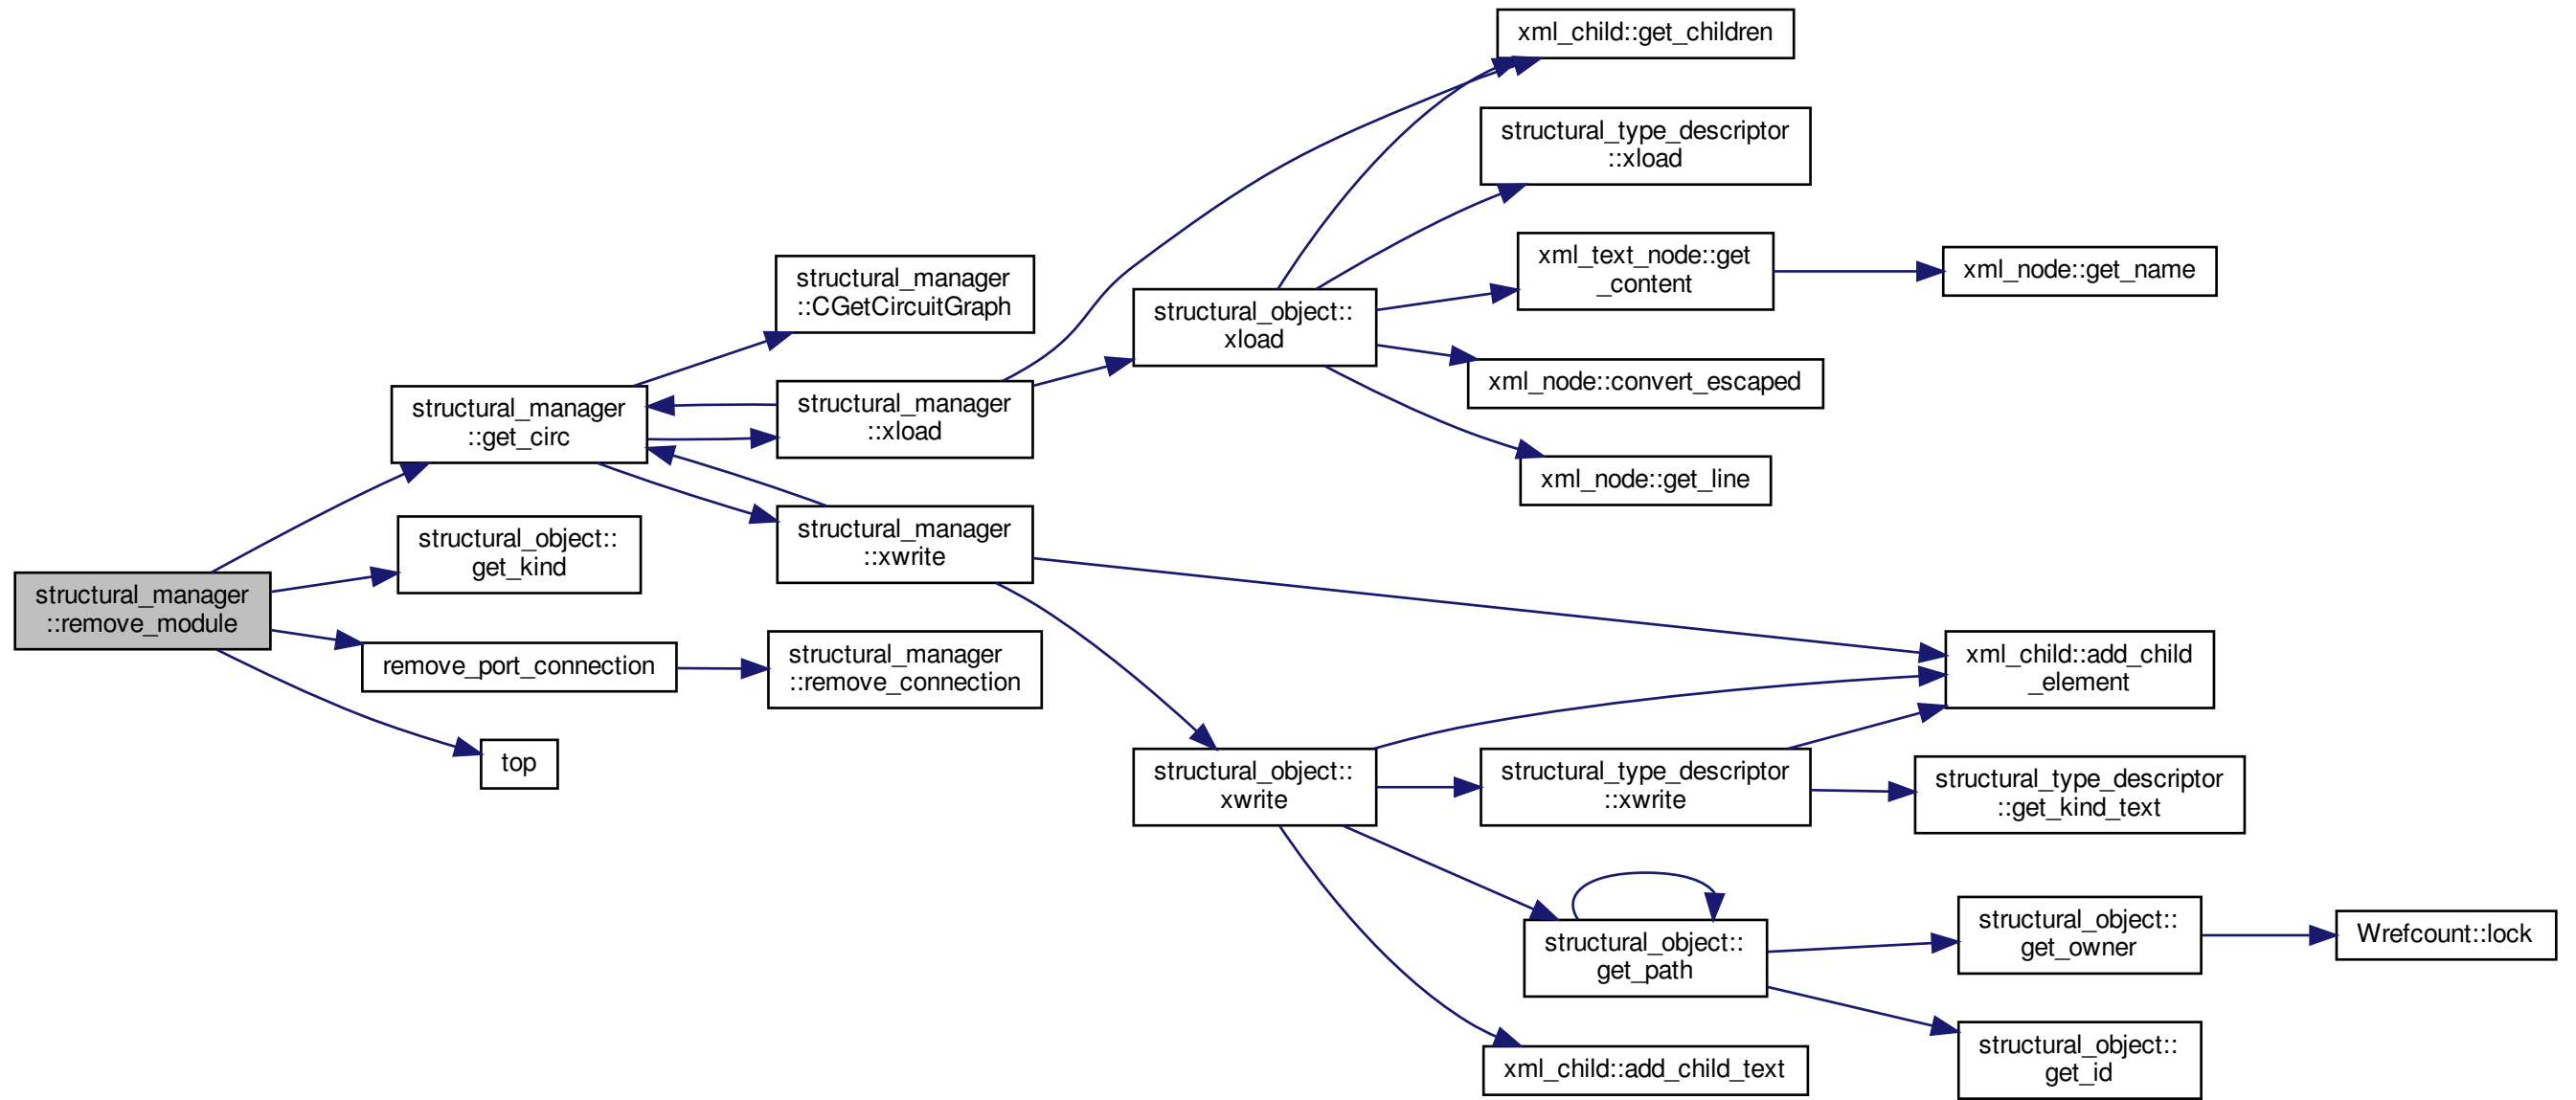 structural_manager
::remove_module
structural_manager
::get_circ
structural_object::
get_kind
remove_port_connection
top
structural_manager
::CGetCircuitGraph
structural_manager
::xload
structural_manager
::xwrite
structural_manager
::remove_connection
structural_object::
xload
structural_object::
xwrite
xml_child::get_children
structural_type_descriptor
::xload
xml_text_node::get
_content
xml_node::convert_escaped
xml_node::get_line
structural_type_descriptor
::xwrite
structural_object::
get_path
xml_child::add_child_text
xml_node::get_name
xml_child::add_child
_element
structural_type_descriptor
::get_kind_text
structural_object::
get_owner
structural_object::
get_id
Wrefcount::lock